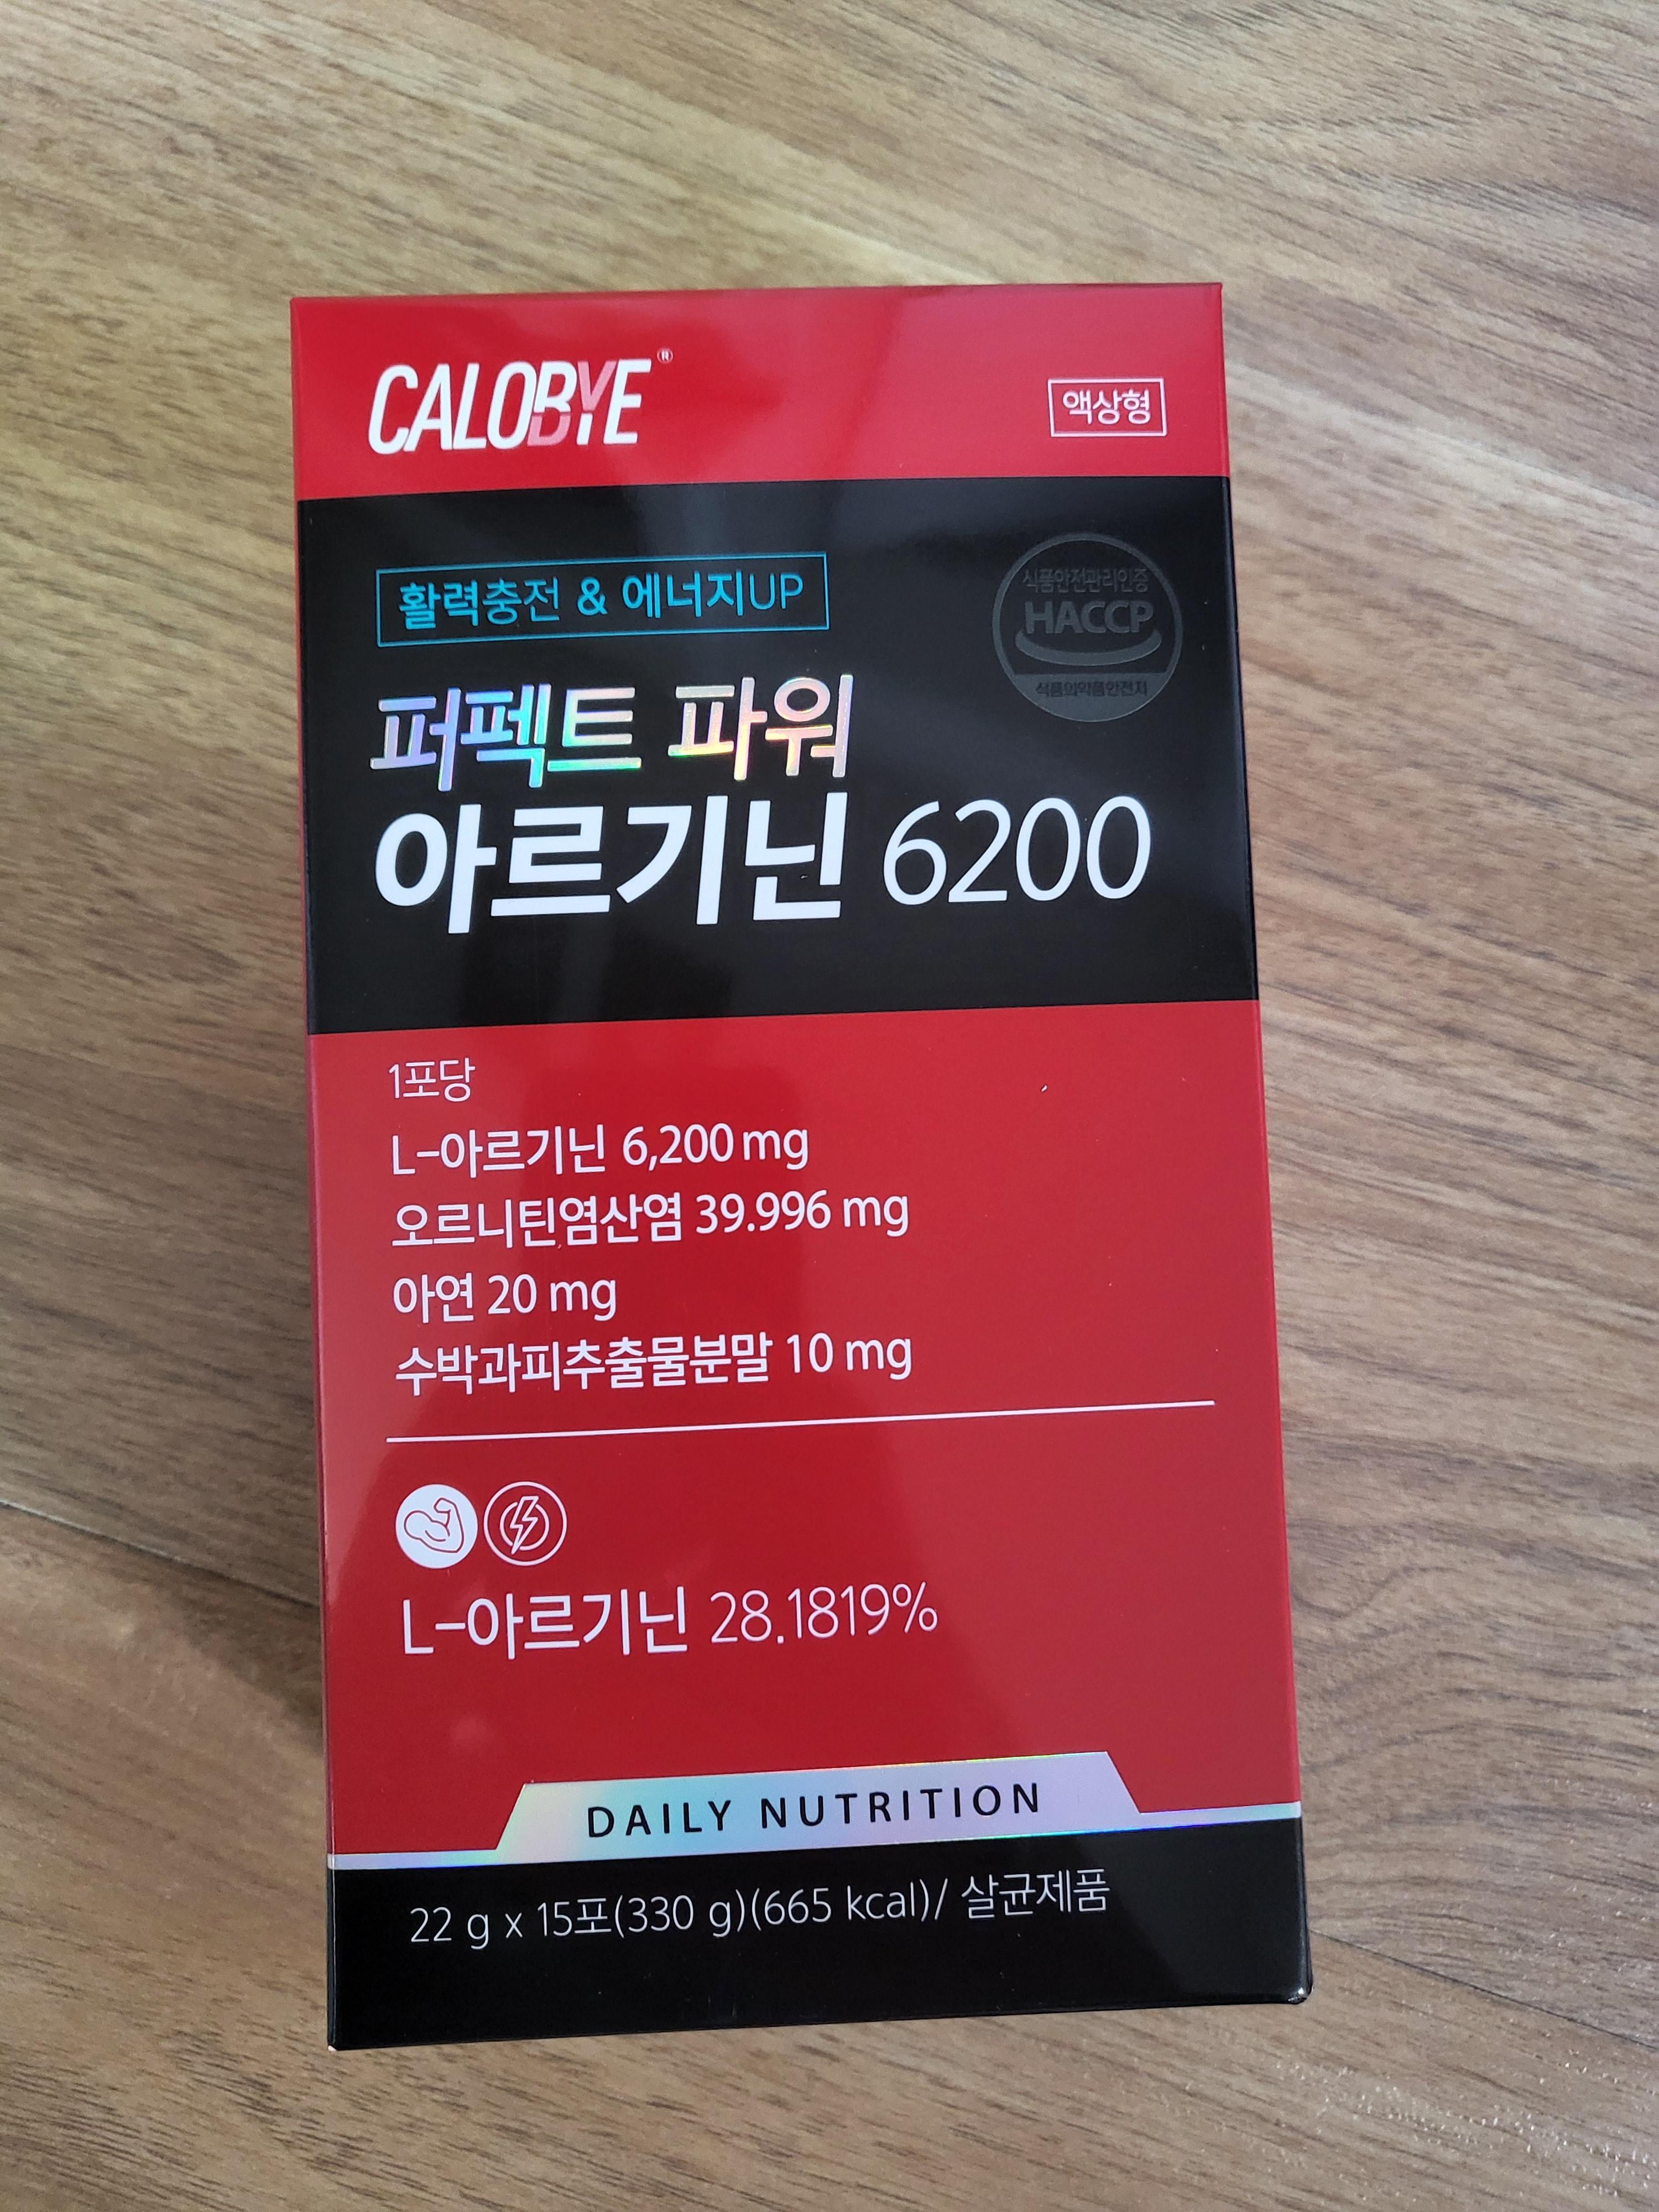 CALOBYE®
액상형
활력충전 & 에너지UP
식품안전관리인증
HACCP
식품의약품안전처
퍼펙트 파워
아르기닌 6200
1포당
L-아르기닌 6,200 mg
오르니틴염산염 39.996 mg
아연 20 mg
수박과피추출물분말 10 mg
L-아르기닌 28.1819%
DAILY NUTRITION
22 g x 15포(330 g)(665 kcal)/ 살균제품